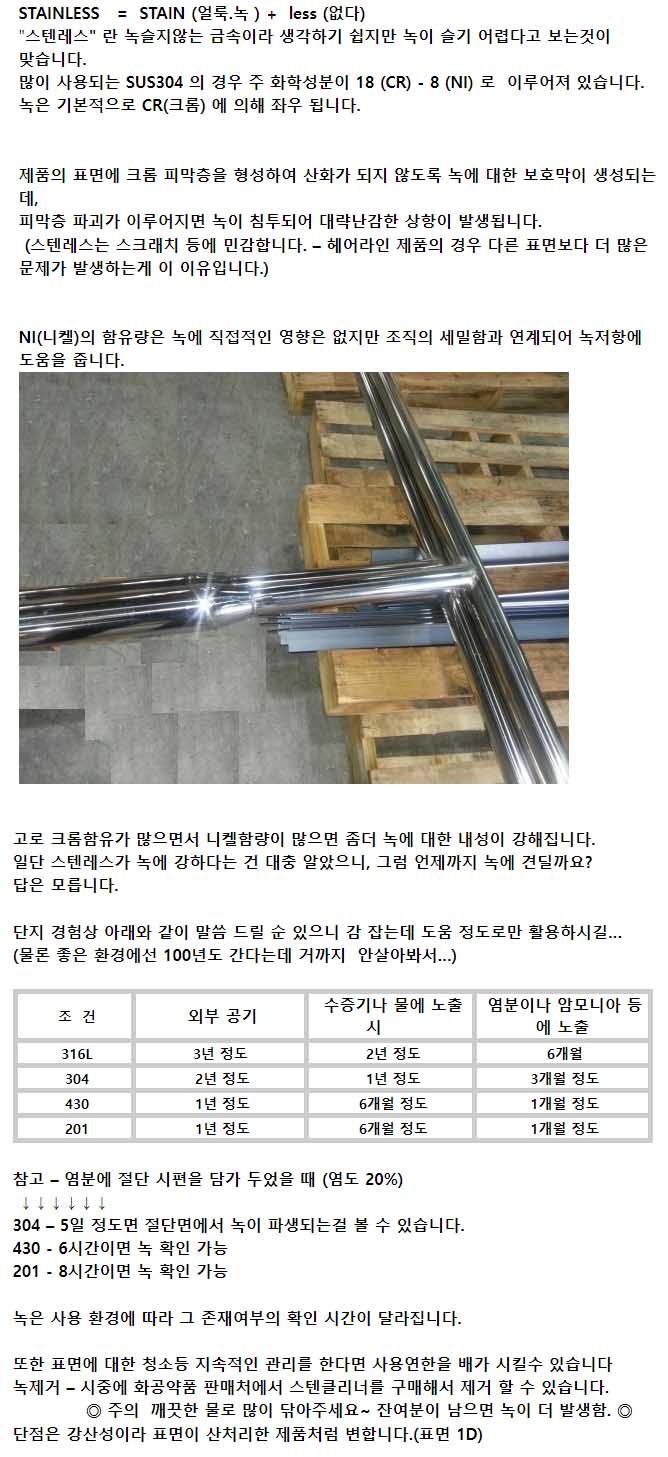 STAINLESS = STAIN (얼룩.녹 ) + less (없다)
"스텐레스" 란 녹슬지않는 금속이라 생각하기 쉽지만 녹이 슬기 어렵다고 보는것이
맞습니다.
많이 사용되는 SUS304 의 경우 주 화학성분이 18 (CR) - 8 (NI) 로 이루어져 있습니다.
녹은 기본적으로 CR(크롬) 에 의해 좌우 됩니다.
제품의 표면에 크롬 피막층을 형성하여 산화가 되지 않도록 녹에 대한 보호막이 생성되는
데,
피막층 파괴가 이루어지면 녹이 침투되어 대략난감한 상항이 발생됩니다.
(스텐레스는 스크래치 등에 민감합니다. – 헤어라인 제품의 경우 다른 표면보다 더 많은
문제가 발생하는게 이 이유입니다.)
NI(니켈)의 함유량은 녹에 직접적인 영향은 없지만 조직의 세밀함과 연계되어 녹저항에
도움을 줍니다.
고로 크롬함유가 많으면서 니켈함량이 많으면 좀더 녹에 대한 내성이 강해집니다.
일단 스텐레스가 녹에 강하다는 건 대충 알았으니, 그럼 언제까지 녹에 견딜까요?
답은 모릅니다.
단지 경험상 아래와 같이 말씀 드릴 순 있으니 감 잡는데 도움 정도로만 활용하시길...
(물론 좋은 환경에선 100년도 간다는데 거까지 안살아봐서...)
조 건 외부 공기 수증기나 물에 노출 염분이나 암모니아 등
시 에 노출
316L 3년 정도 2년 정도 6개월
304 2년 정도 1년 정도 3개월 정도
430 1년 정도 6개월 정도 1개월 정도
201 1년 정도 6개월 정도 1개월 정도
참고 – 염분에 절단 시편을 담가 두었을 때 (염도 20%)
↓↓↓↓↓↓
304 – 5일 정도면 절단면에서 녹이 파생되는걸 볼 수 있습니다.
430 - 6시간이면 녹 확인 가능
201 - 8시간이면 녹 확인 가능
녹은 사용 환경에 따라 그 존재여부의 확인 시간이 달라집니다.
또한 표면에 대한 청소등 지속적인 관리를 한다면 사용연한을 배가 시킬수 있습니다
녹제거 – 시중에 화공약품 판매처에서 스텐클리너를 구매해서 제거 할 수 있습니다.
◎ 주의 깨끗한 물로 많이 닦아주세요~ 잔여분이 남으면 녹이 더 발생함. ◎
단점은 강산성이라 표면이 산처리한 제품처럼 변합니다.(표면 1D)